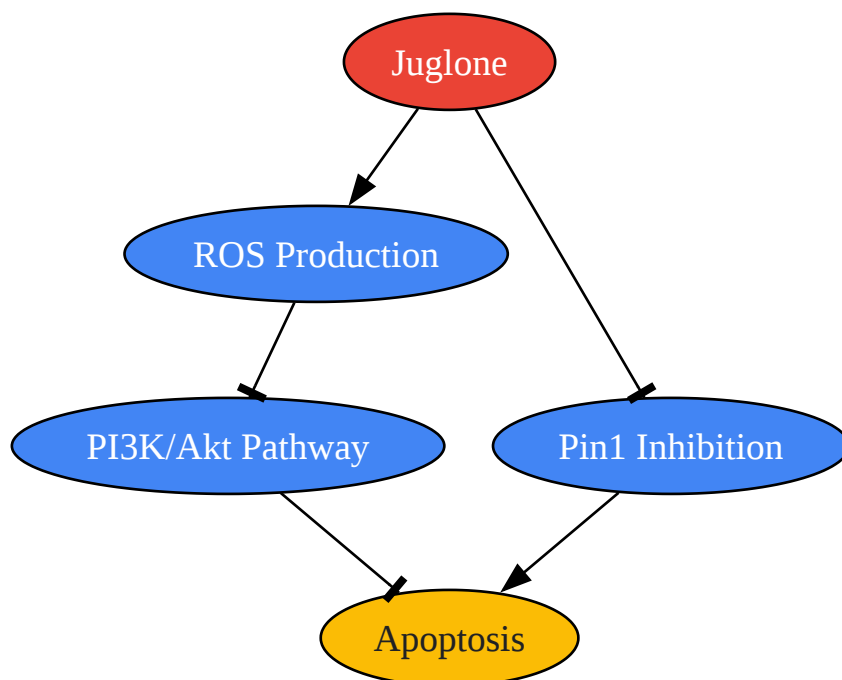 Juglone
ROS Production
PI3K/Akt Pathway
Pin1 Inhibition
Apoptosis